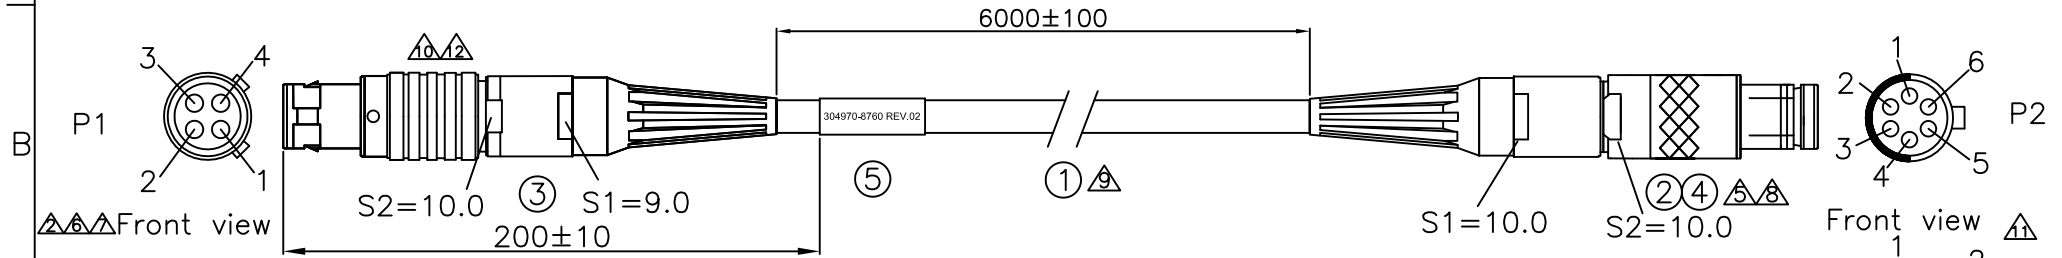 6000±100
10 12
3 4
1
6
2
304970-8760 REV.02
P1
P2
B
2 1
3
5
4
5
1 9
3
2 4 5 8
S2=10.0 S1=9.0
S1=10.0 S2=10.0
2 6 7 Front view
Front view 11
200±10
1